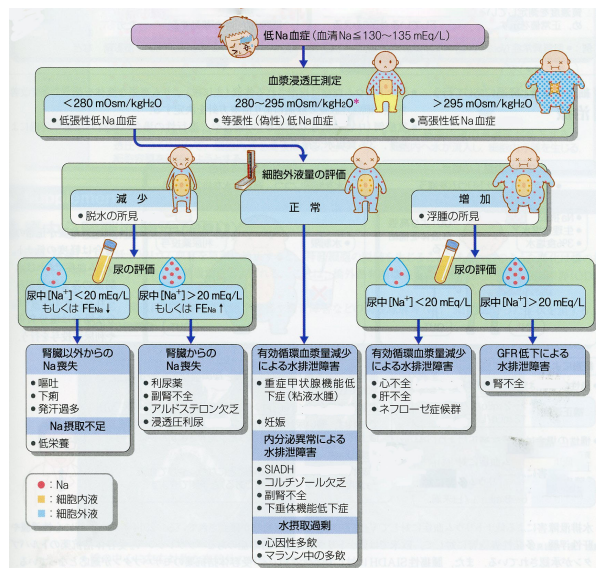 低Na血症(血清Na≦130〜135 mEq/L)
血漿浸透圧測定
<280 mOsm/kgH₂O
●低張性低Na血症
280〜295 mOsm/kgH₂O*
●等張性(偽性)低Na血症
>295 mOsm/kgH₂O
●高張性低Na血症
細胞外液量の評価
減 少
●脱水の所見
正 常
増 加
●浮腫の所見
尿の評価
尿中[Na⁺]<20 mEq/L
もしくは FENa↓
尿中[Na⁺]>20 mEq/L
もしくは FENa↑
尿の評価
尿中[Na⁺]<20 mEq/L
尿中[Na⁺]>20 mEq/L
腎臓以外からの
Na喪失
●嘔吐
●下痢
●発汗過多
Na摂取不足
●低栄養
腎臓からの
Na喪失
●利尿薬
●副腎不全
●アルドステロン欠乏
●浸透圧利尿
有効循環血漿量減少
による水排泄障害
●重症甲状腺機能低
下症(粘液水腫)
●妊娠
内分泌異常による
水排泄障害
●SIADH
●コルチゾール欠乏
●副腎不全
●下垂体機能低下症
水摂取過剰
●心因性多飲
●マラソン中の多飲
有効循環血漿量減少
による水排泄障害
●心不全
●肝不全
●ネフローゼ症候群
GFR低下による
水排泄障害
●腎不全
●:Na
■:細胞内液
■:細胞外液